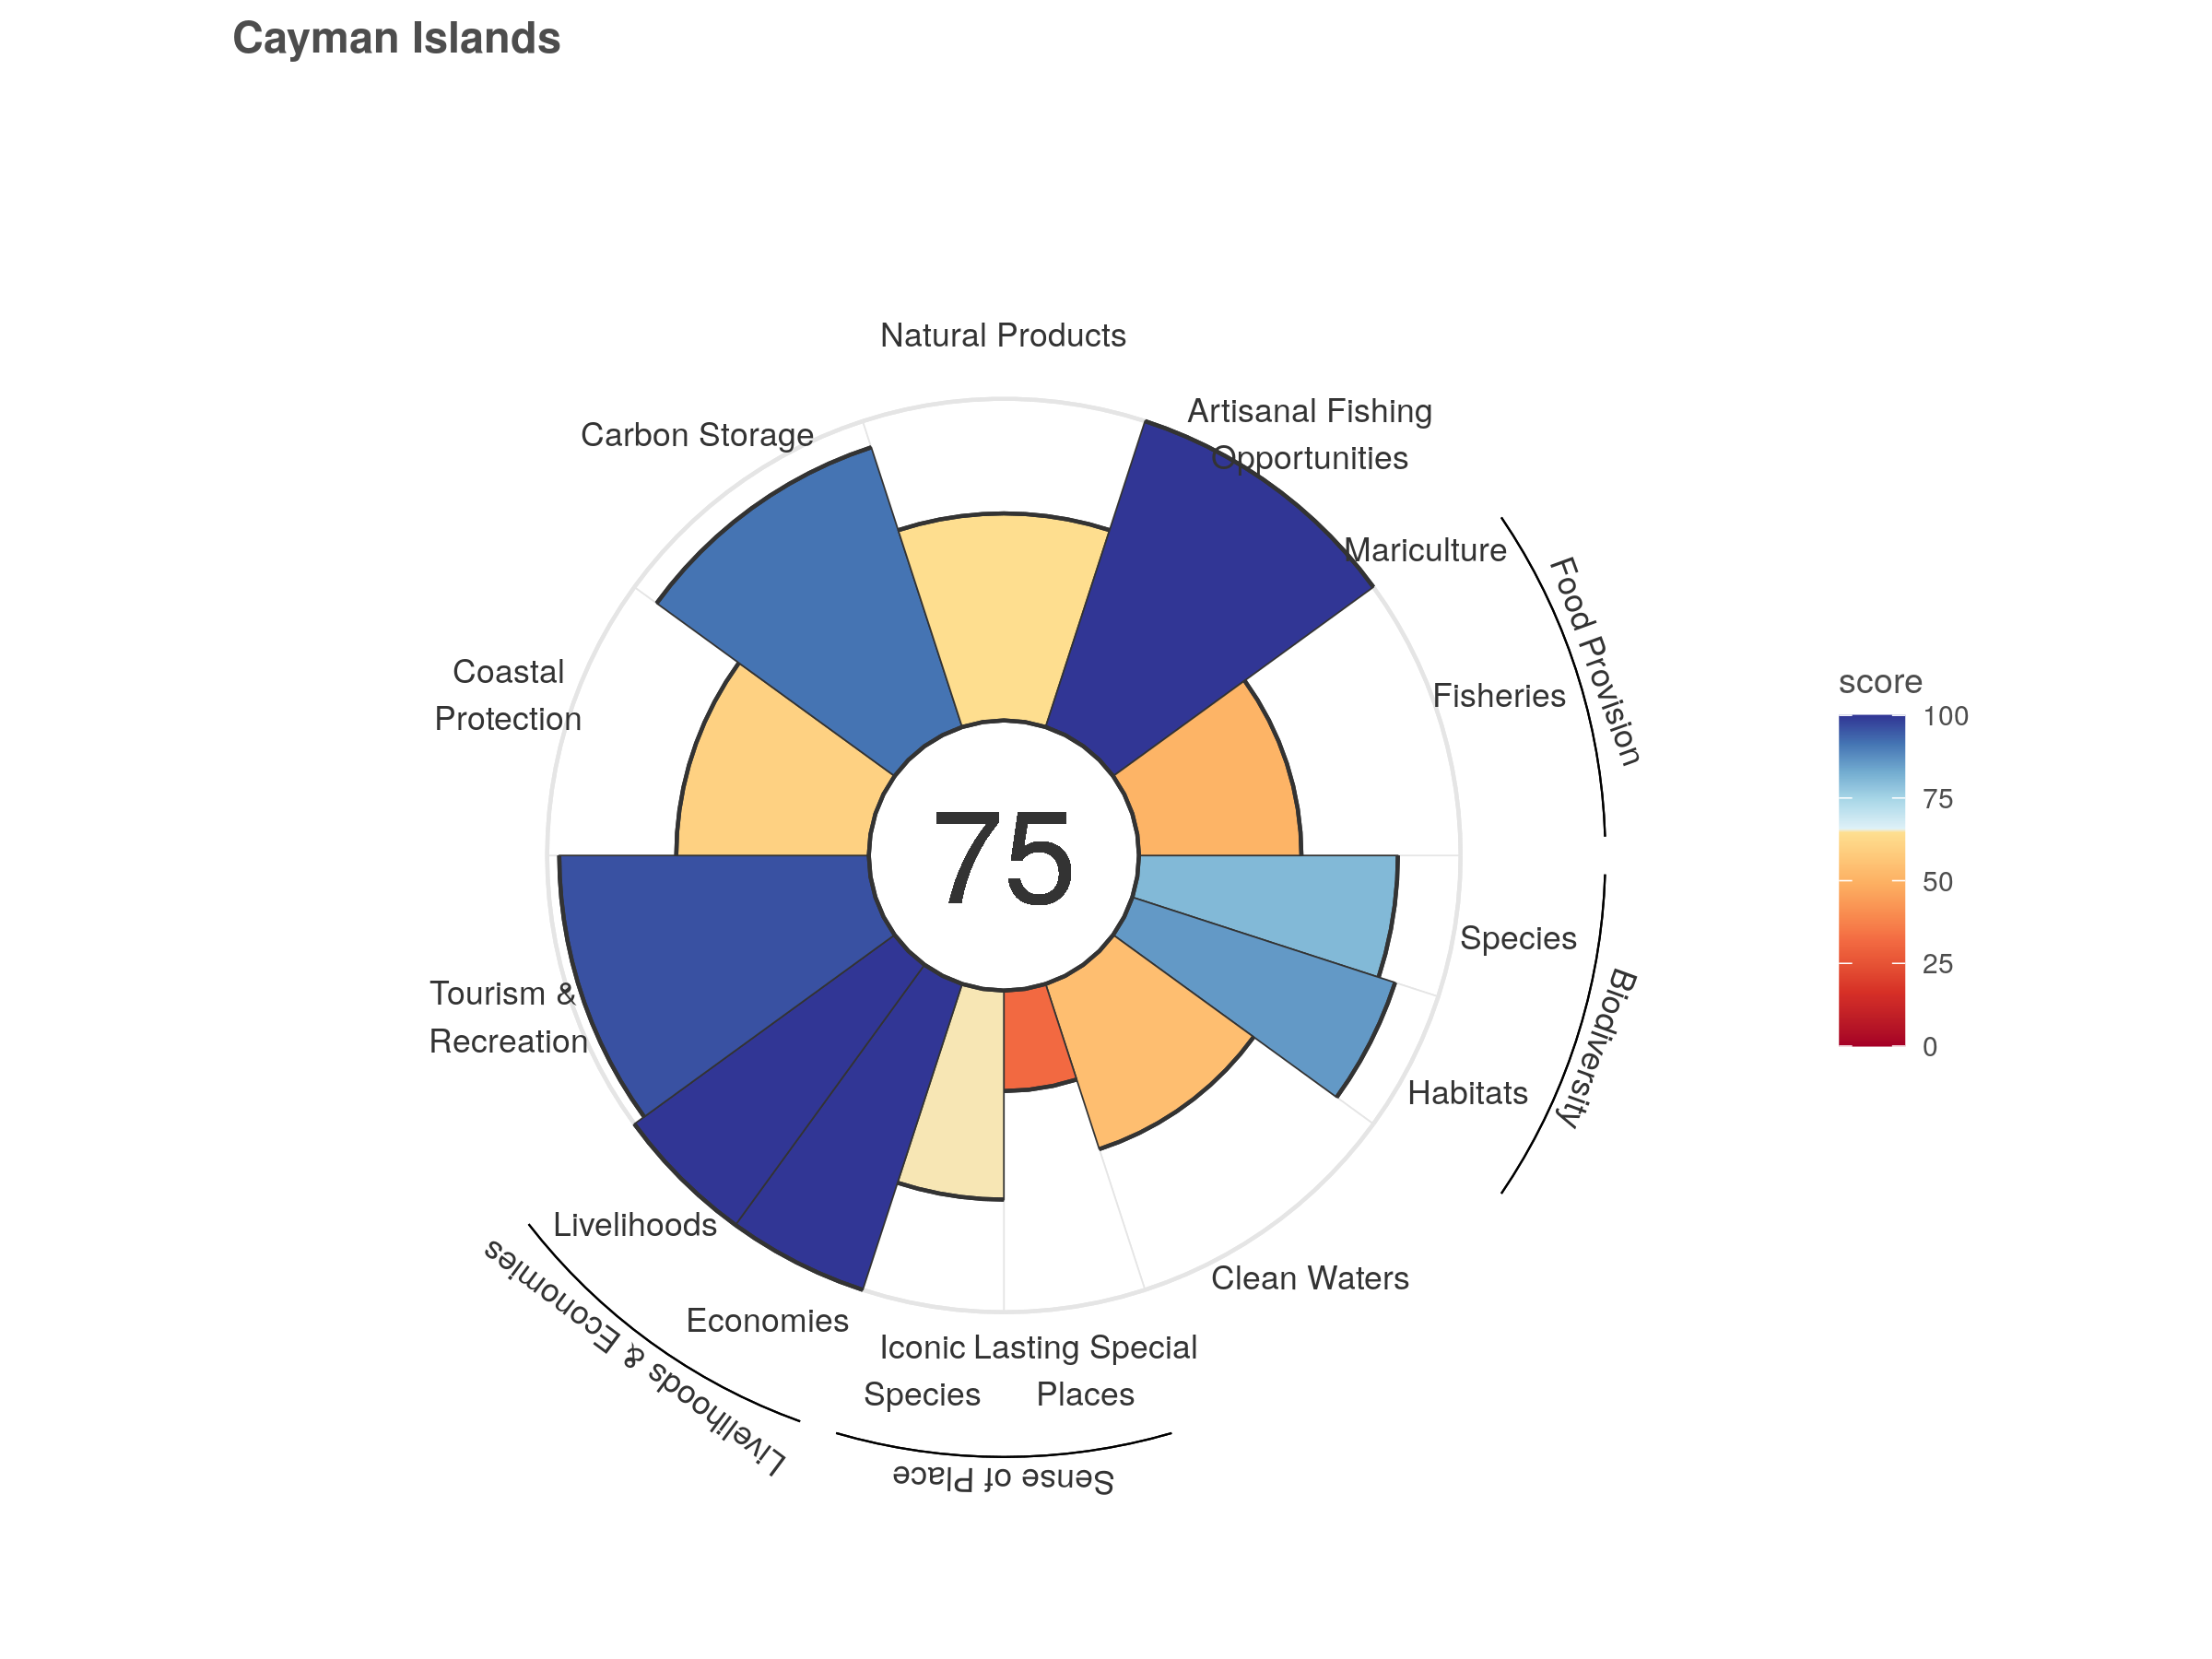 Cayman Islands
Natural Products
Artisanal Fishing
Opportunities
Carbon Storage
Mariculture
Food Provision
Fisheries
Coastal
Protection
score
100
75
50
25
0
75
Species
Biodiversity
Habitats
Tourism &
Recreation
Livelihoods
Livelihoods & Economies
Economies
Clean Waters
Iconic
Species
Lasting Special
Places
Sense of Place